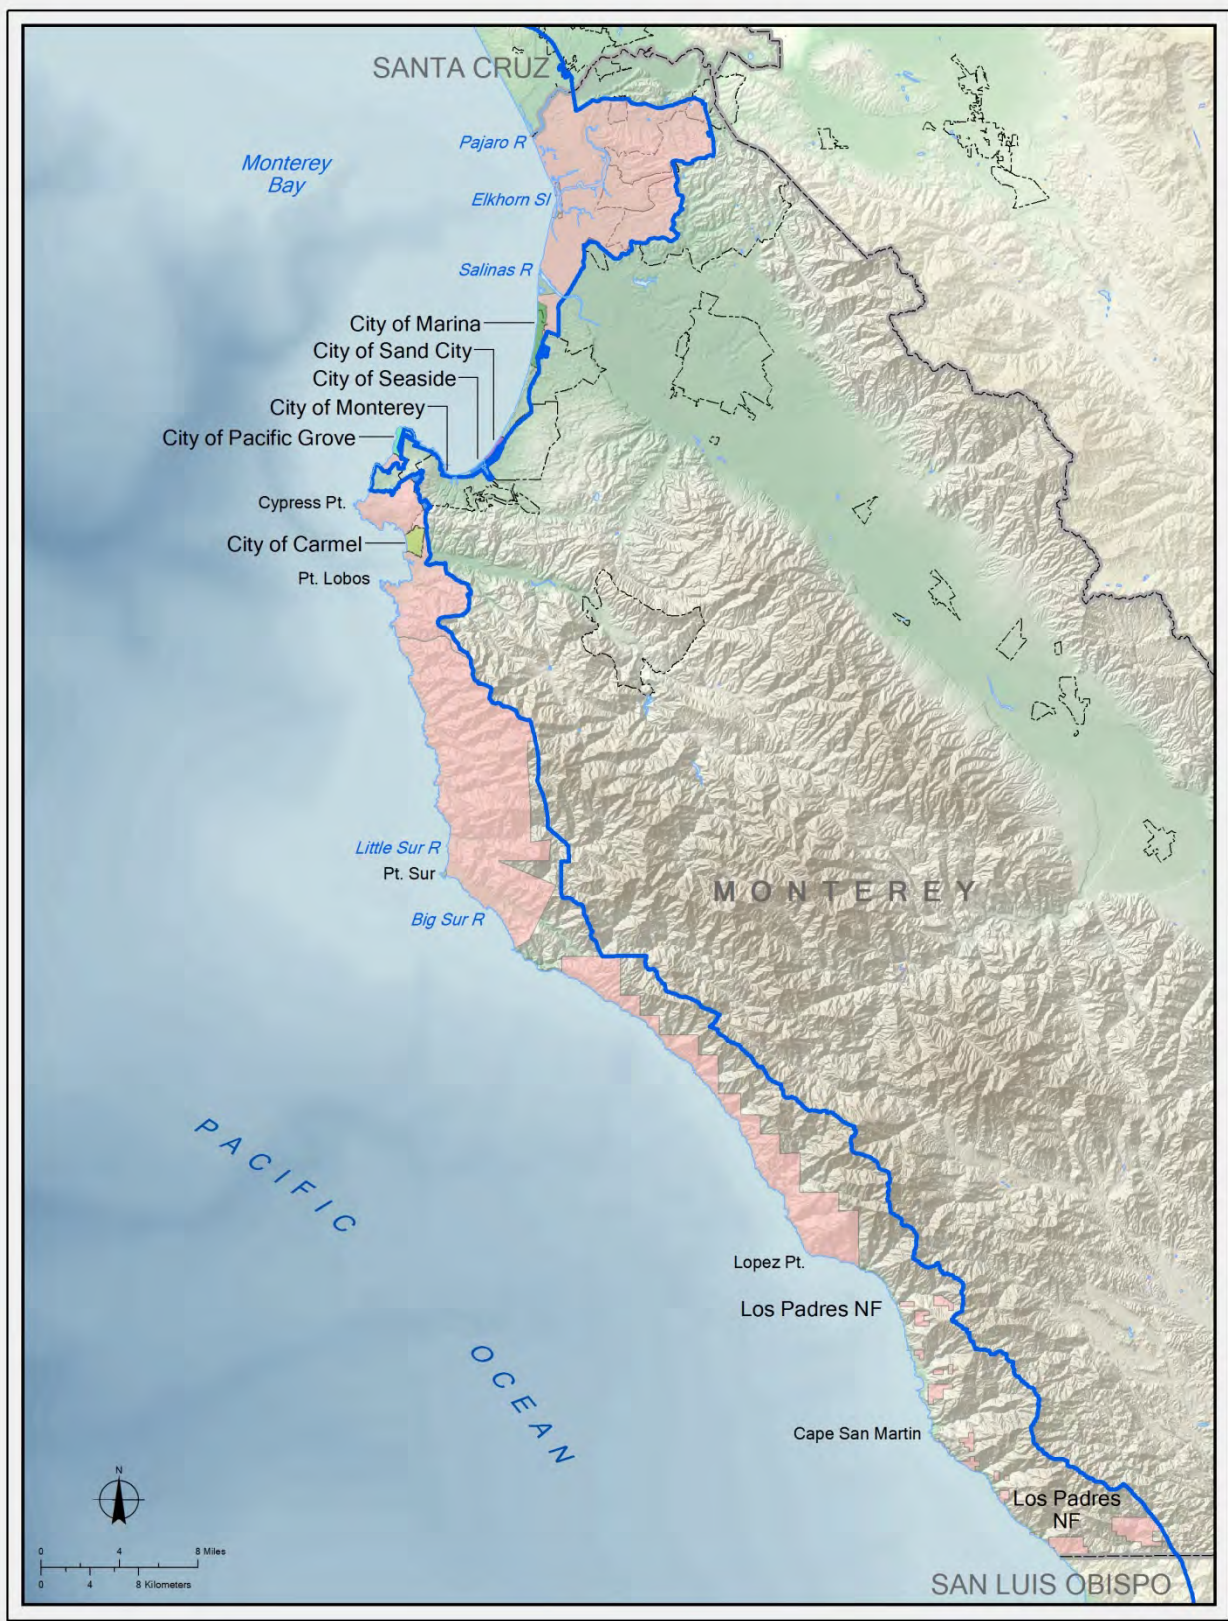 SANTA CRUZ
Pajaro R
Monterey
Bay
Elkhorn Sl
Salinas R
City of Marina
City of Sand City
City of Seaside
City of Monterey
City of Pacific Grove
Cypress Pt.
City of Carmel
Pt. Lobos
Little Sur R
Pt. Sur
MONTEREY
Big Sur R
PACIFIC
Lopez Pt.
Los Padres NF
OCEAN
Cape San Martin
N
Los Padres
NF
0 4 8 Miles
0 4 8 Kilometers
SAN LUIS OBISPO